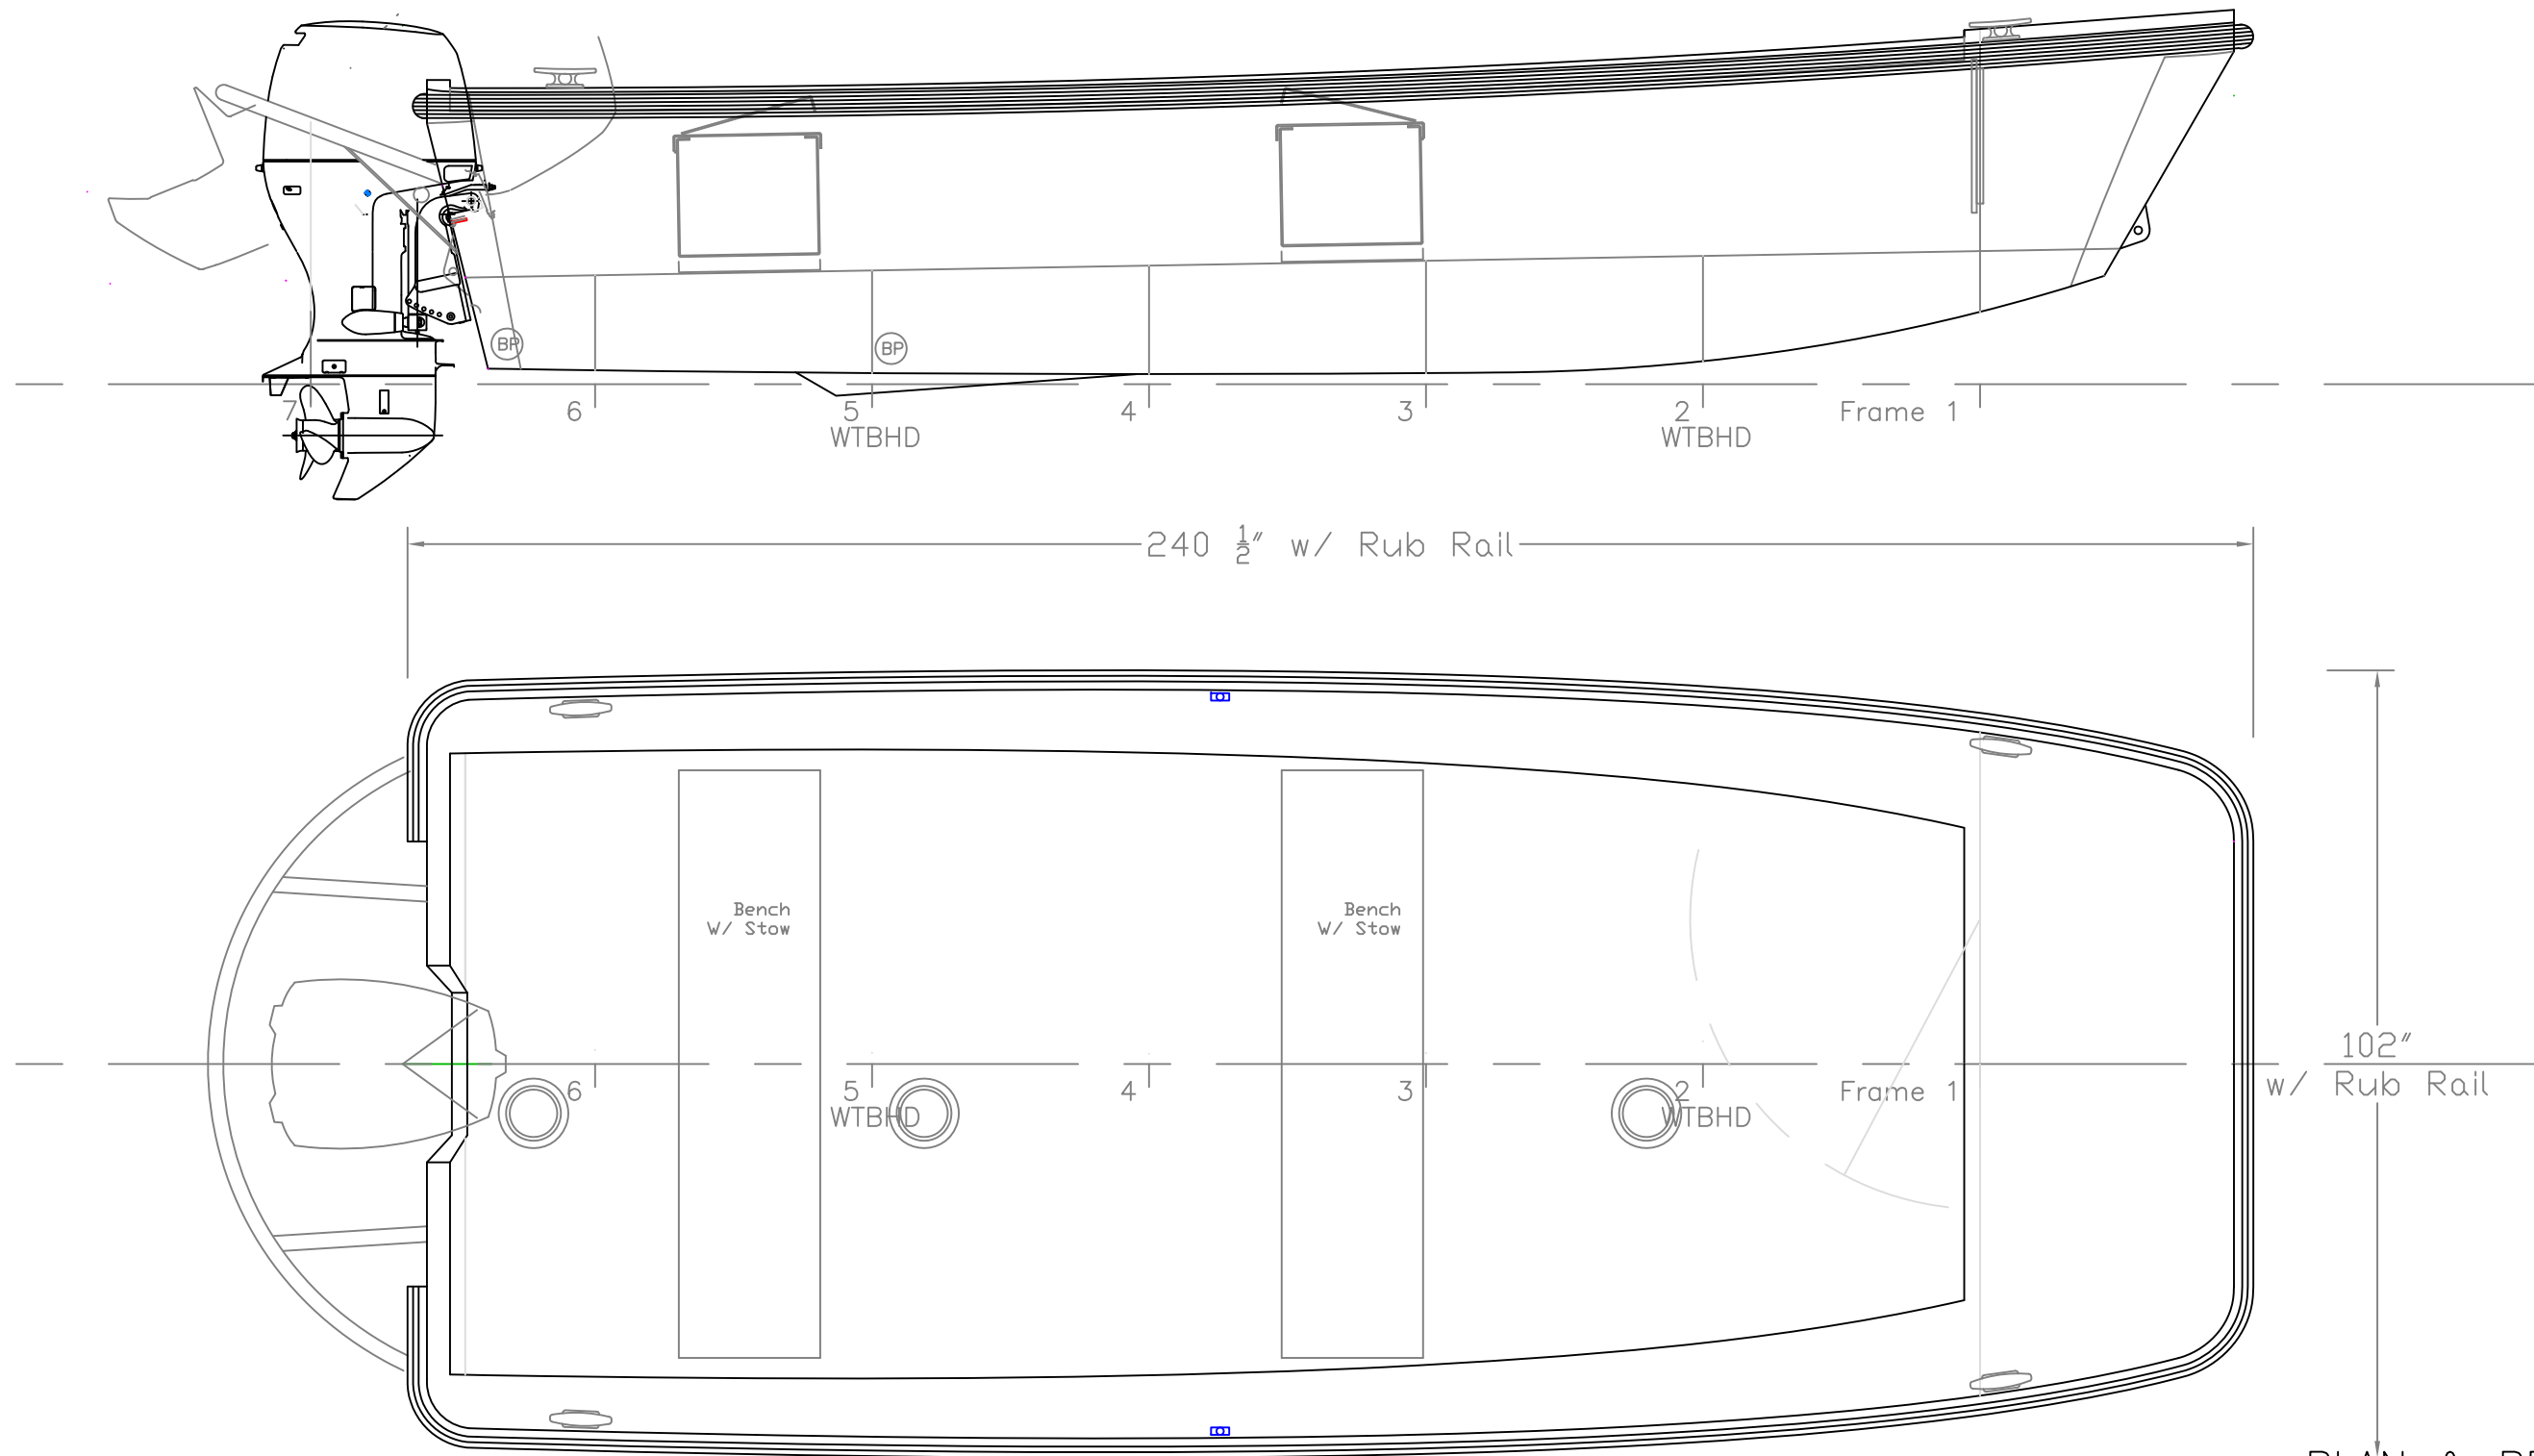 BP
BP
7
6
5
4
3
2
Frame 1
WTBHD
WTBHD
240 ½" w/ Rub Rail
Bench
W/ Stow
Bench
W/ Stow
102"
w/ Rub Rail
6
5
4
3
2
Frame 1
WTBHD
WTBHD
PLAN &